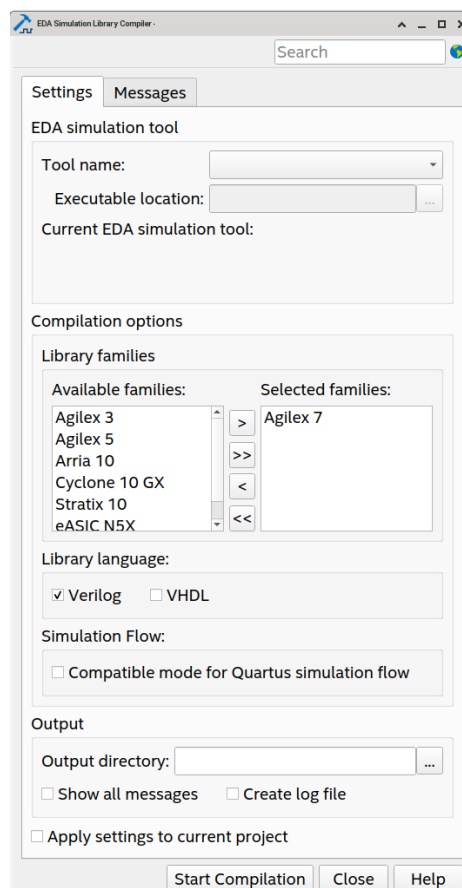 EDA Simulation Library Compiler -
Search
Settings Messages
EDA simulation tool
Tool name:
Executable location: ...
Current EDA simulation tool:
Compilation options
Library families
Available families: Selected families:
Agilex 3 > Agilex 7
Agilex 5
Arria 10 >>
Cyclone 10 GX <
Stratix 10
eASIC N5X <<
Library language:
Verilog VHDL
Simulation Flow:
Compatible mode for Quartus simulation flow
Output
Output directory: ...
Show all messages Create log file
Apply settings to current project
Start Compilation Close Help